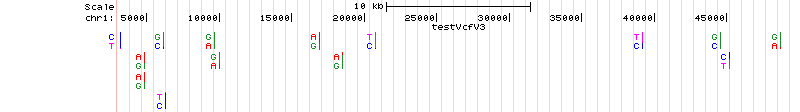 Scale 10 kb
chr1: 5000 10000 15000 20000 25000 30000 35000 40000 45000
testVcfV3
C G G A T T G G
T C A G C C C A
A G A C
G A G T
A
G
T
C